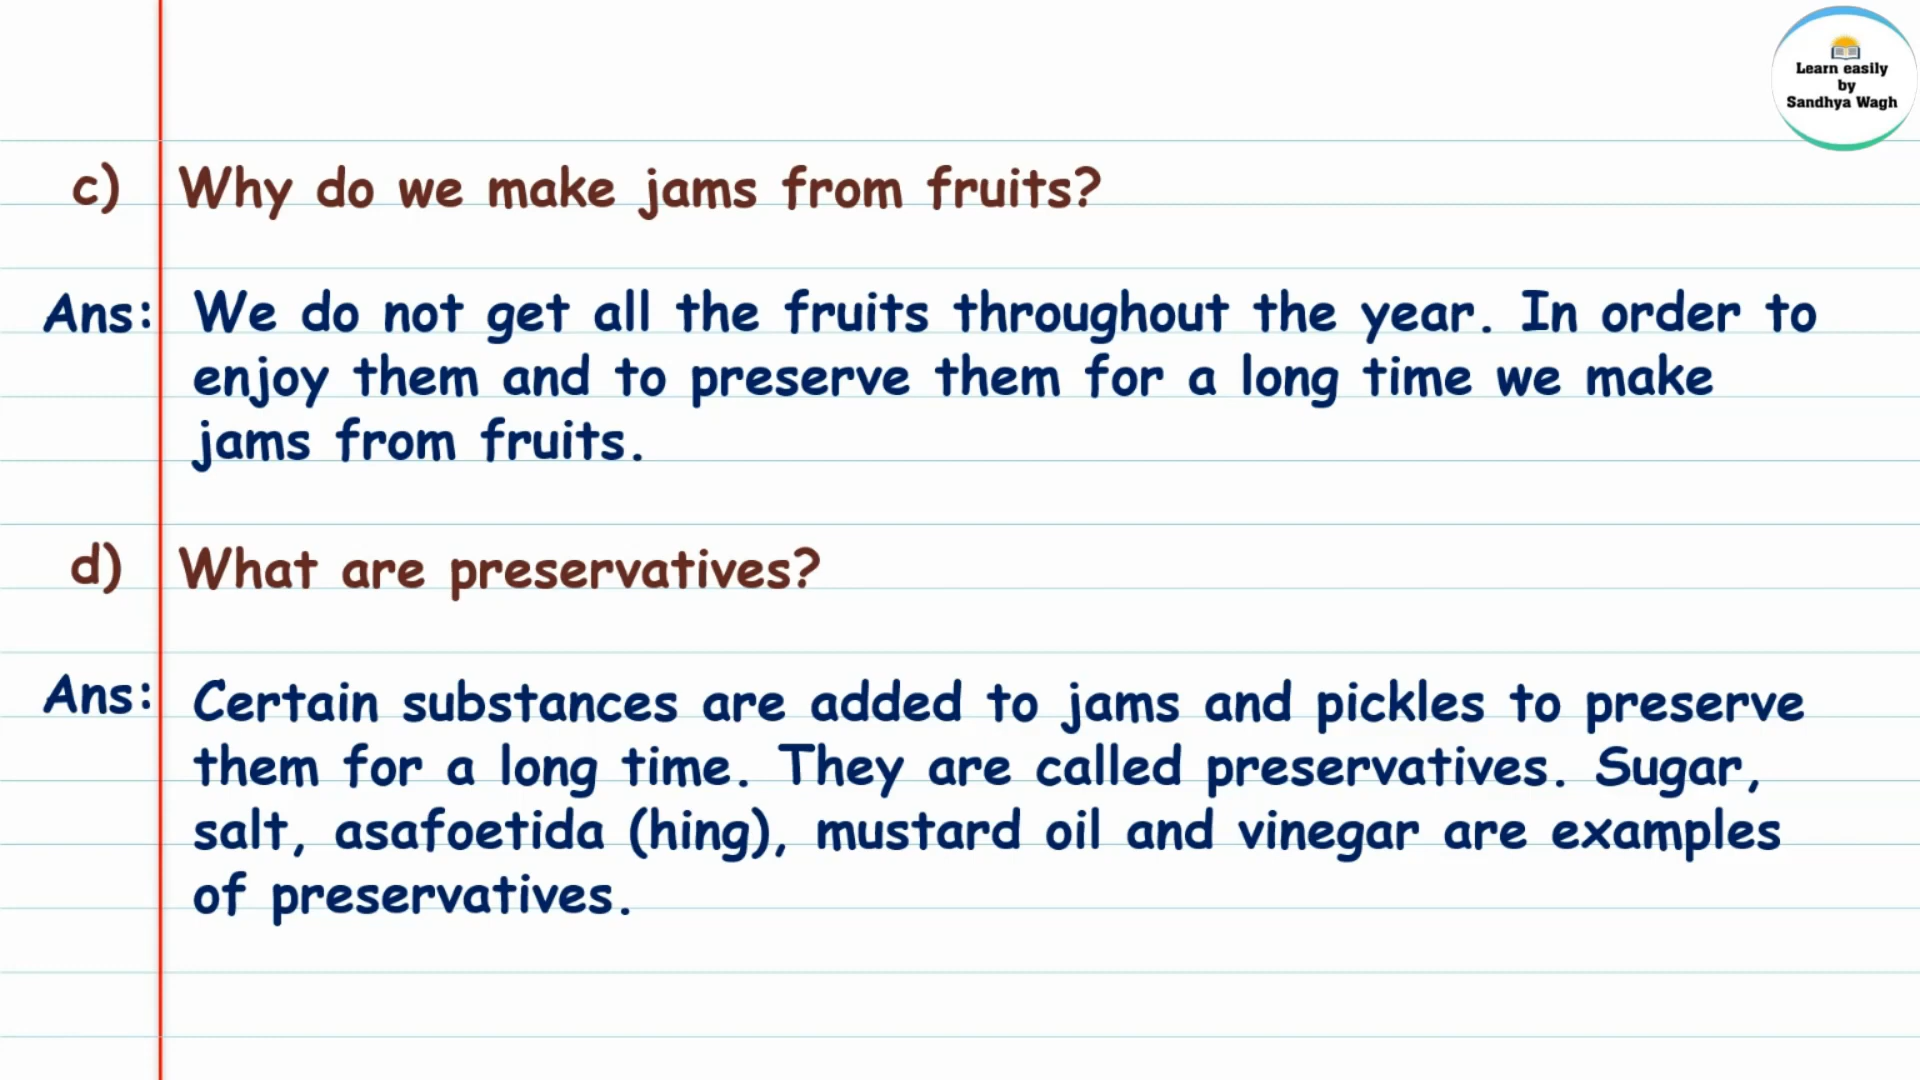 Learn easily
by
Sandhya Wagh
c) Why do we make jams from fruits?
Ans: We do not get all the fruits throughout the year. In order to
enjoy them and to preserve them for a long time we make
jams from fruits.
d) What are preservatives?
Ans: Certain substances are added to jams and pickles to preserve
them for a long time. They are called preservatives. Sugar,
salt, asafoetida (hing), mustard oil and vinegar are examples
of preservatives.